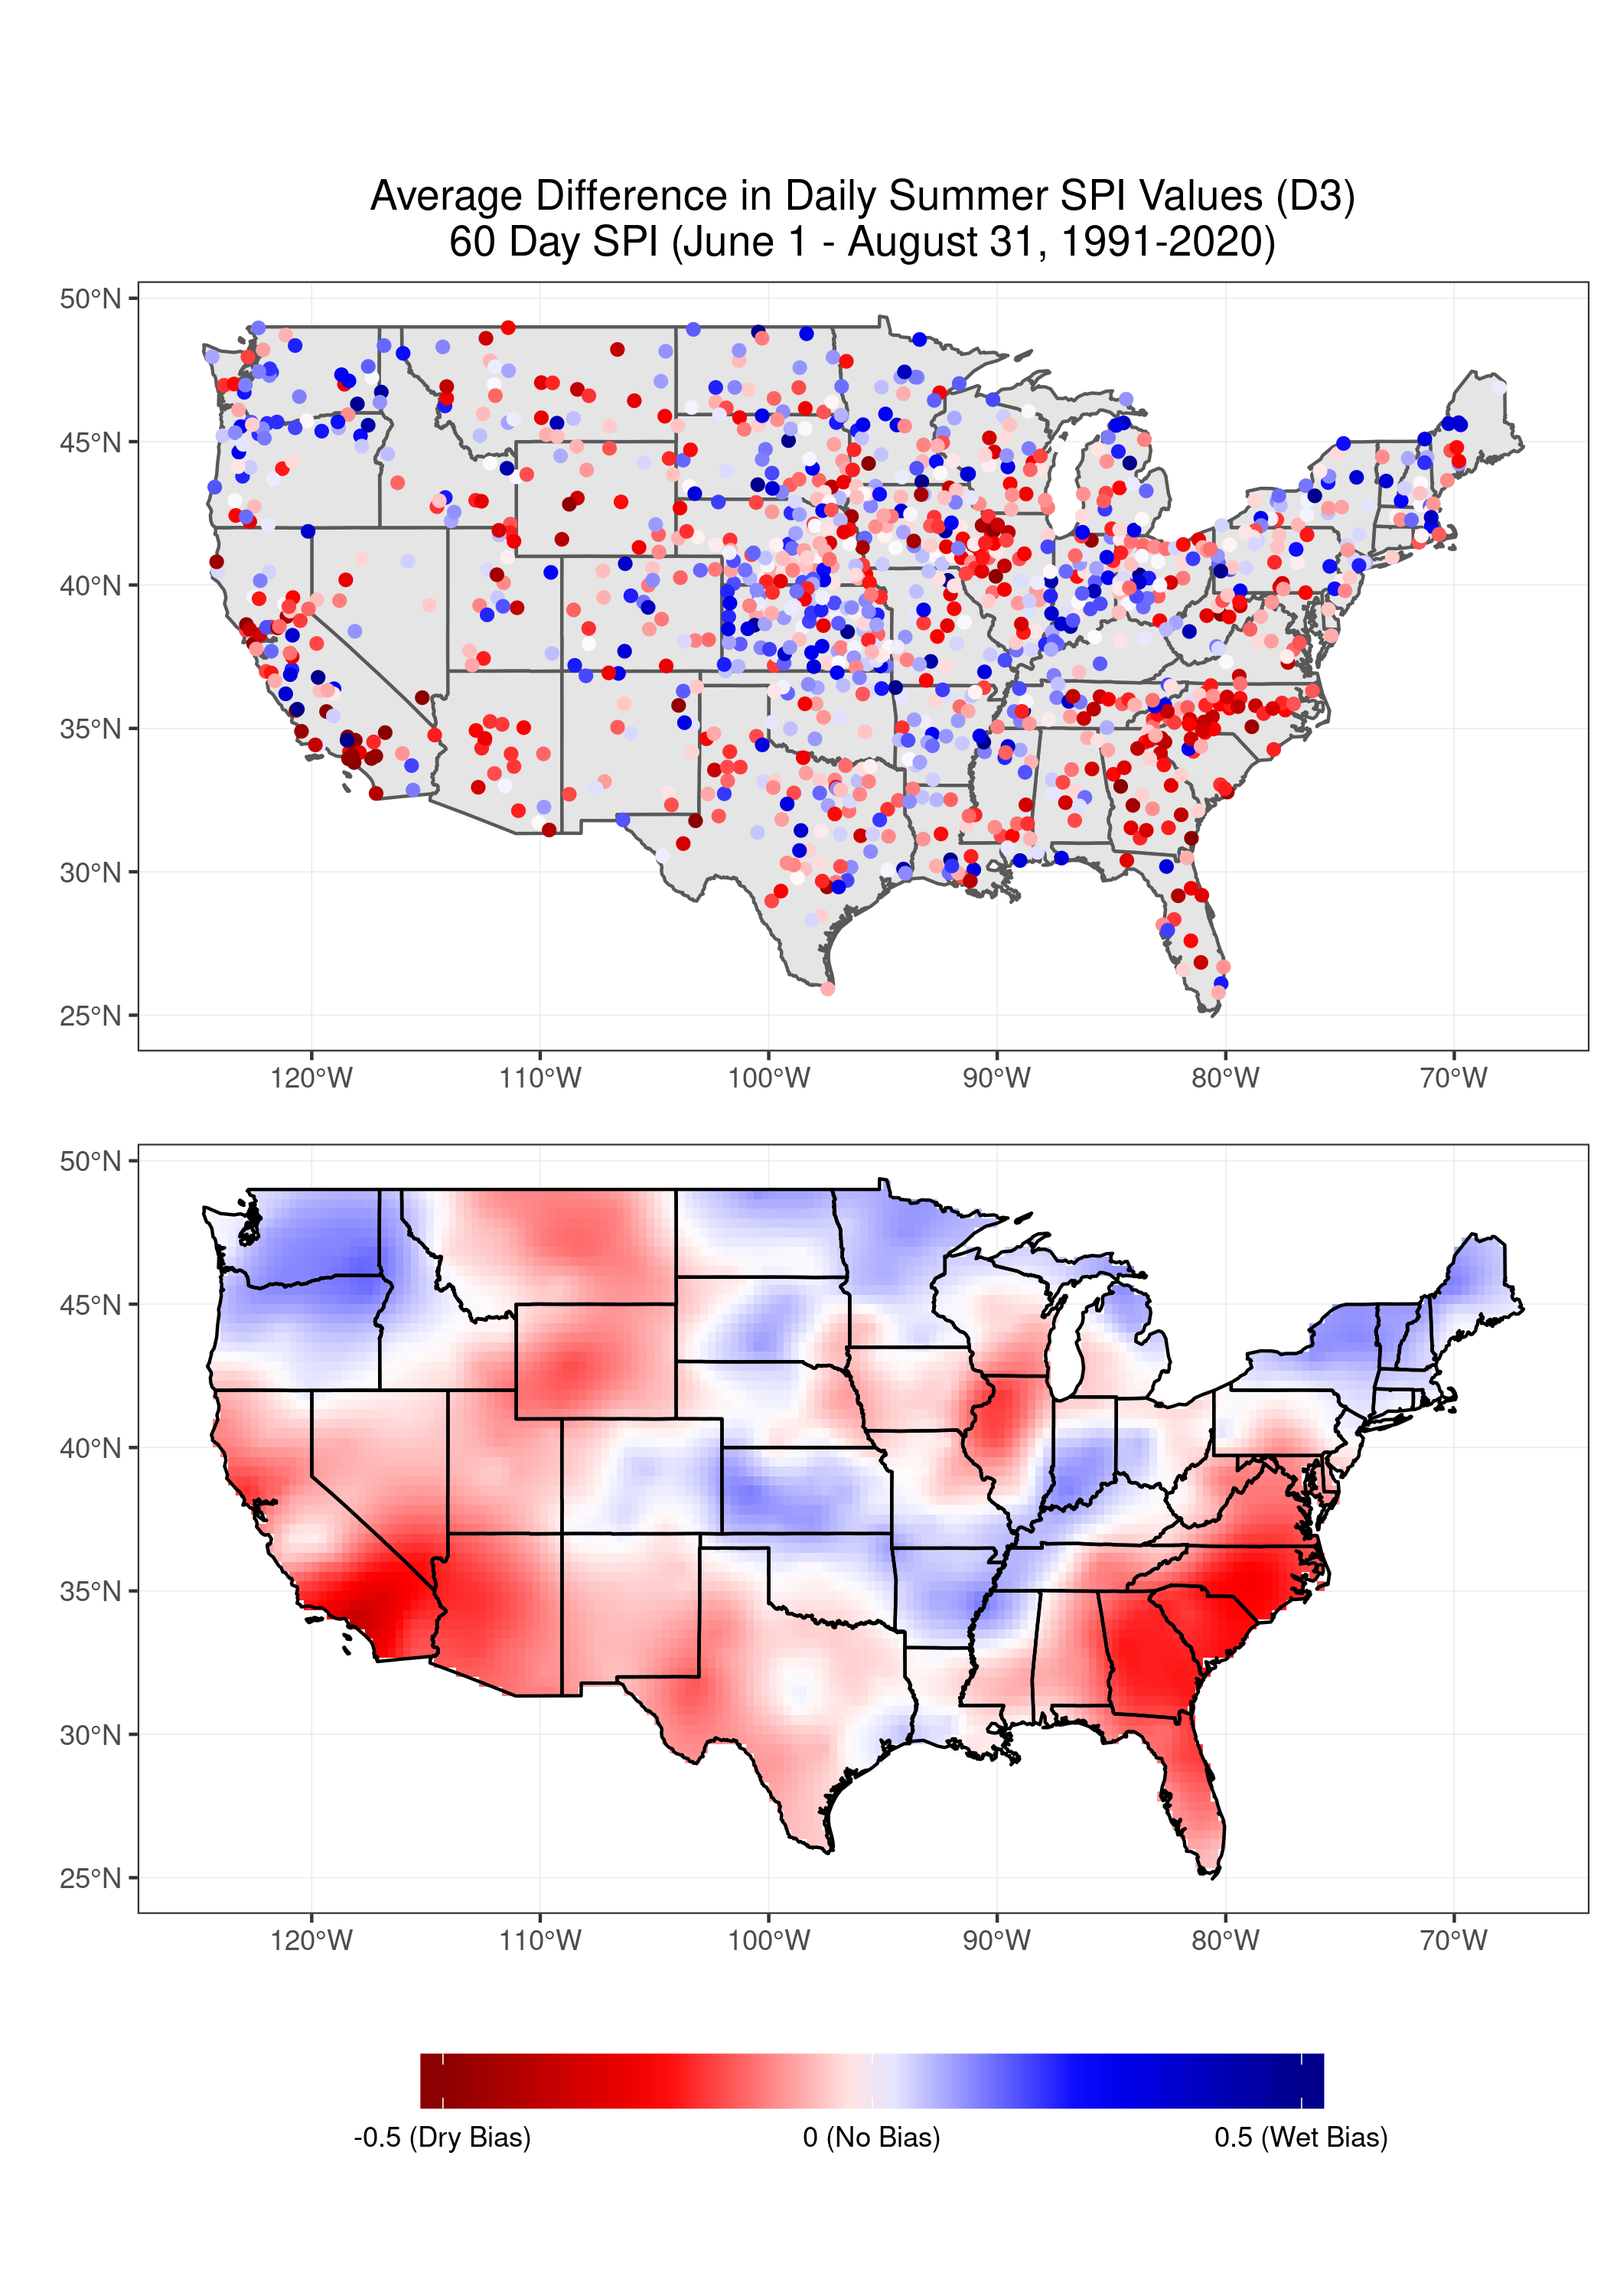 Average Difference in Daily Summer SPI Values (D3)
60 Day SPI (June 1 - August 31, 1991-2020)
50°N
45°N
40°N
35°N
30°N
25°N
120°W 110°W 100°W 90°W 80°W 70°W
50°N
45°N
40°N
35°N
30°N
25°N
120°W 110°W 100°W 90°W 80°W 70°W
-0.5 (Dry Bias) 0 (No Bias) 0.5 (Wet Bias)